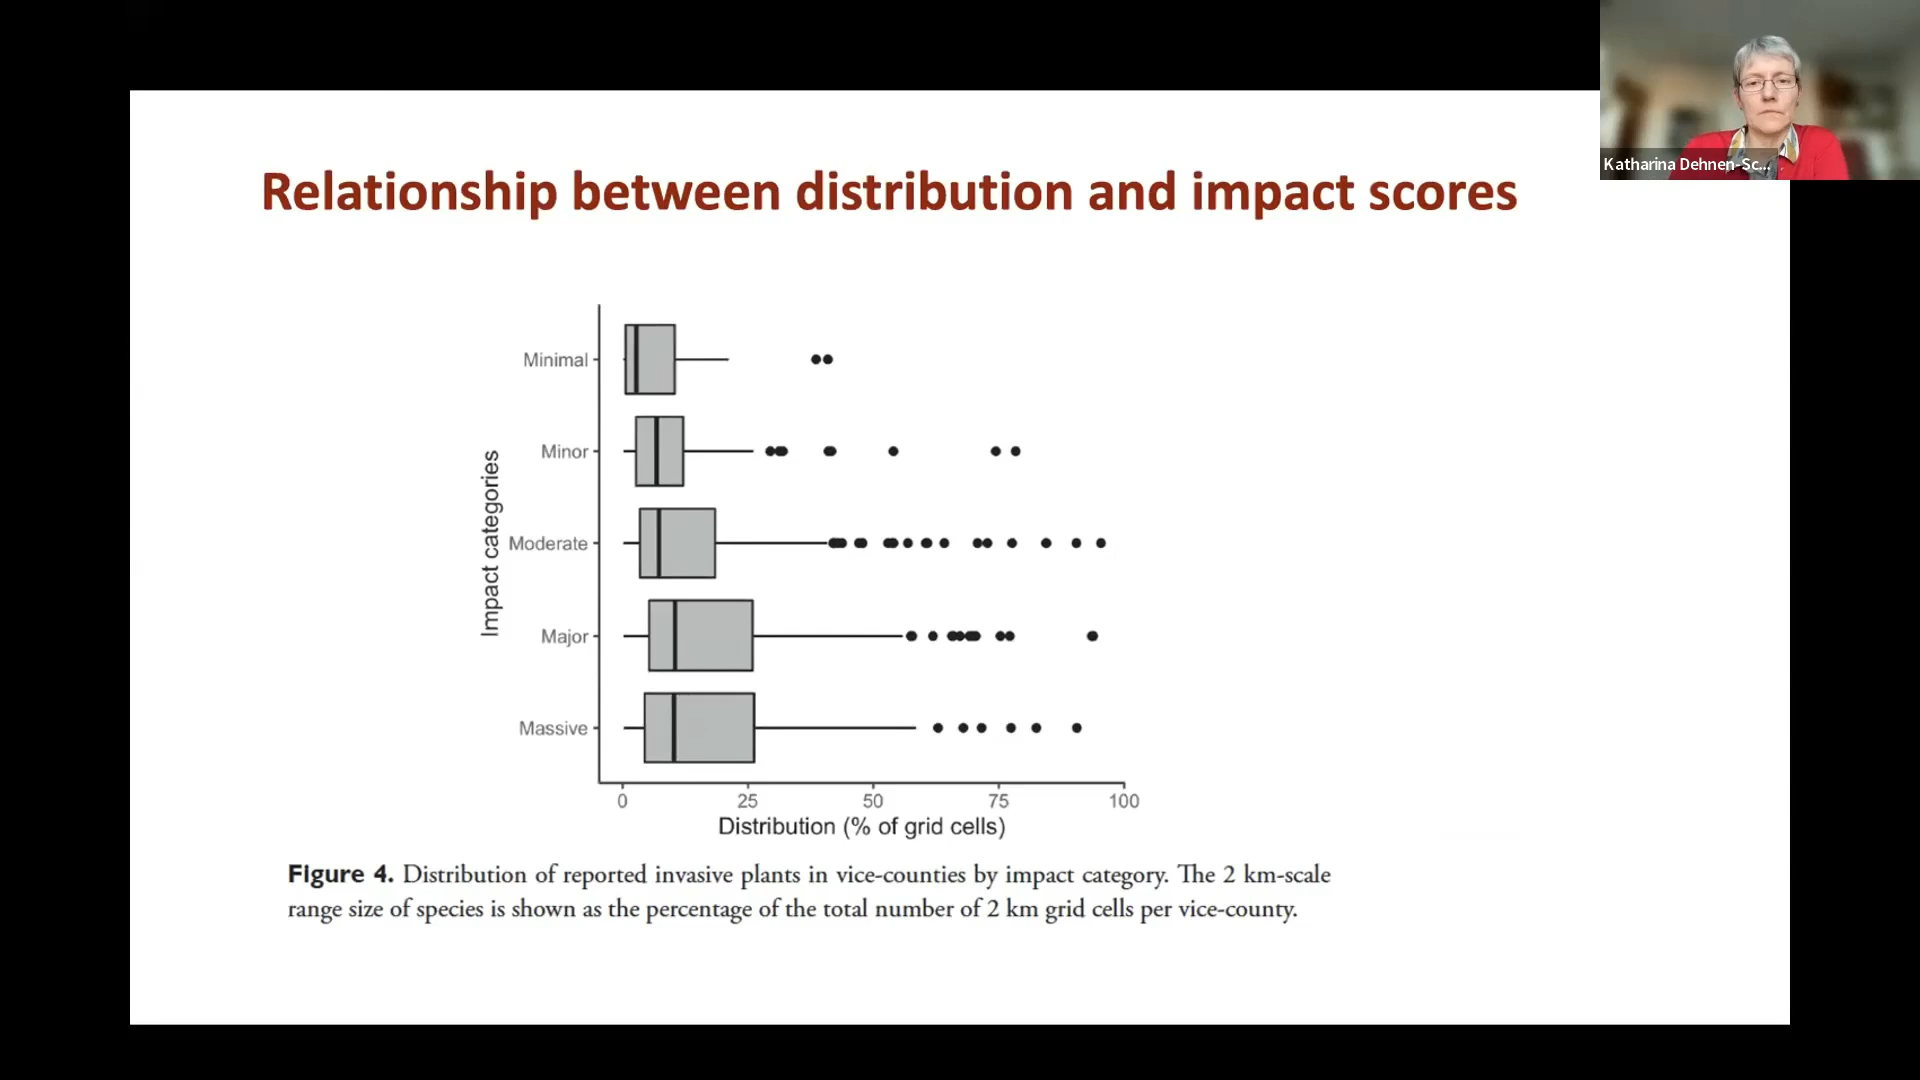 Katharina Dehnen-Sc...
Relationship between distribution and impact scores
Impact categories
Minimal
Minor
Moderate
Major
Massive
0 25 50 75 100
Distribution (% of grid cells)
Figure 4. Distribution of reported invasive plants in vice-counties by impact category. The 2 km-scale
range size of species is shown as the percentage of the total number of 2 km grid cells per vice-county.